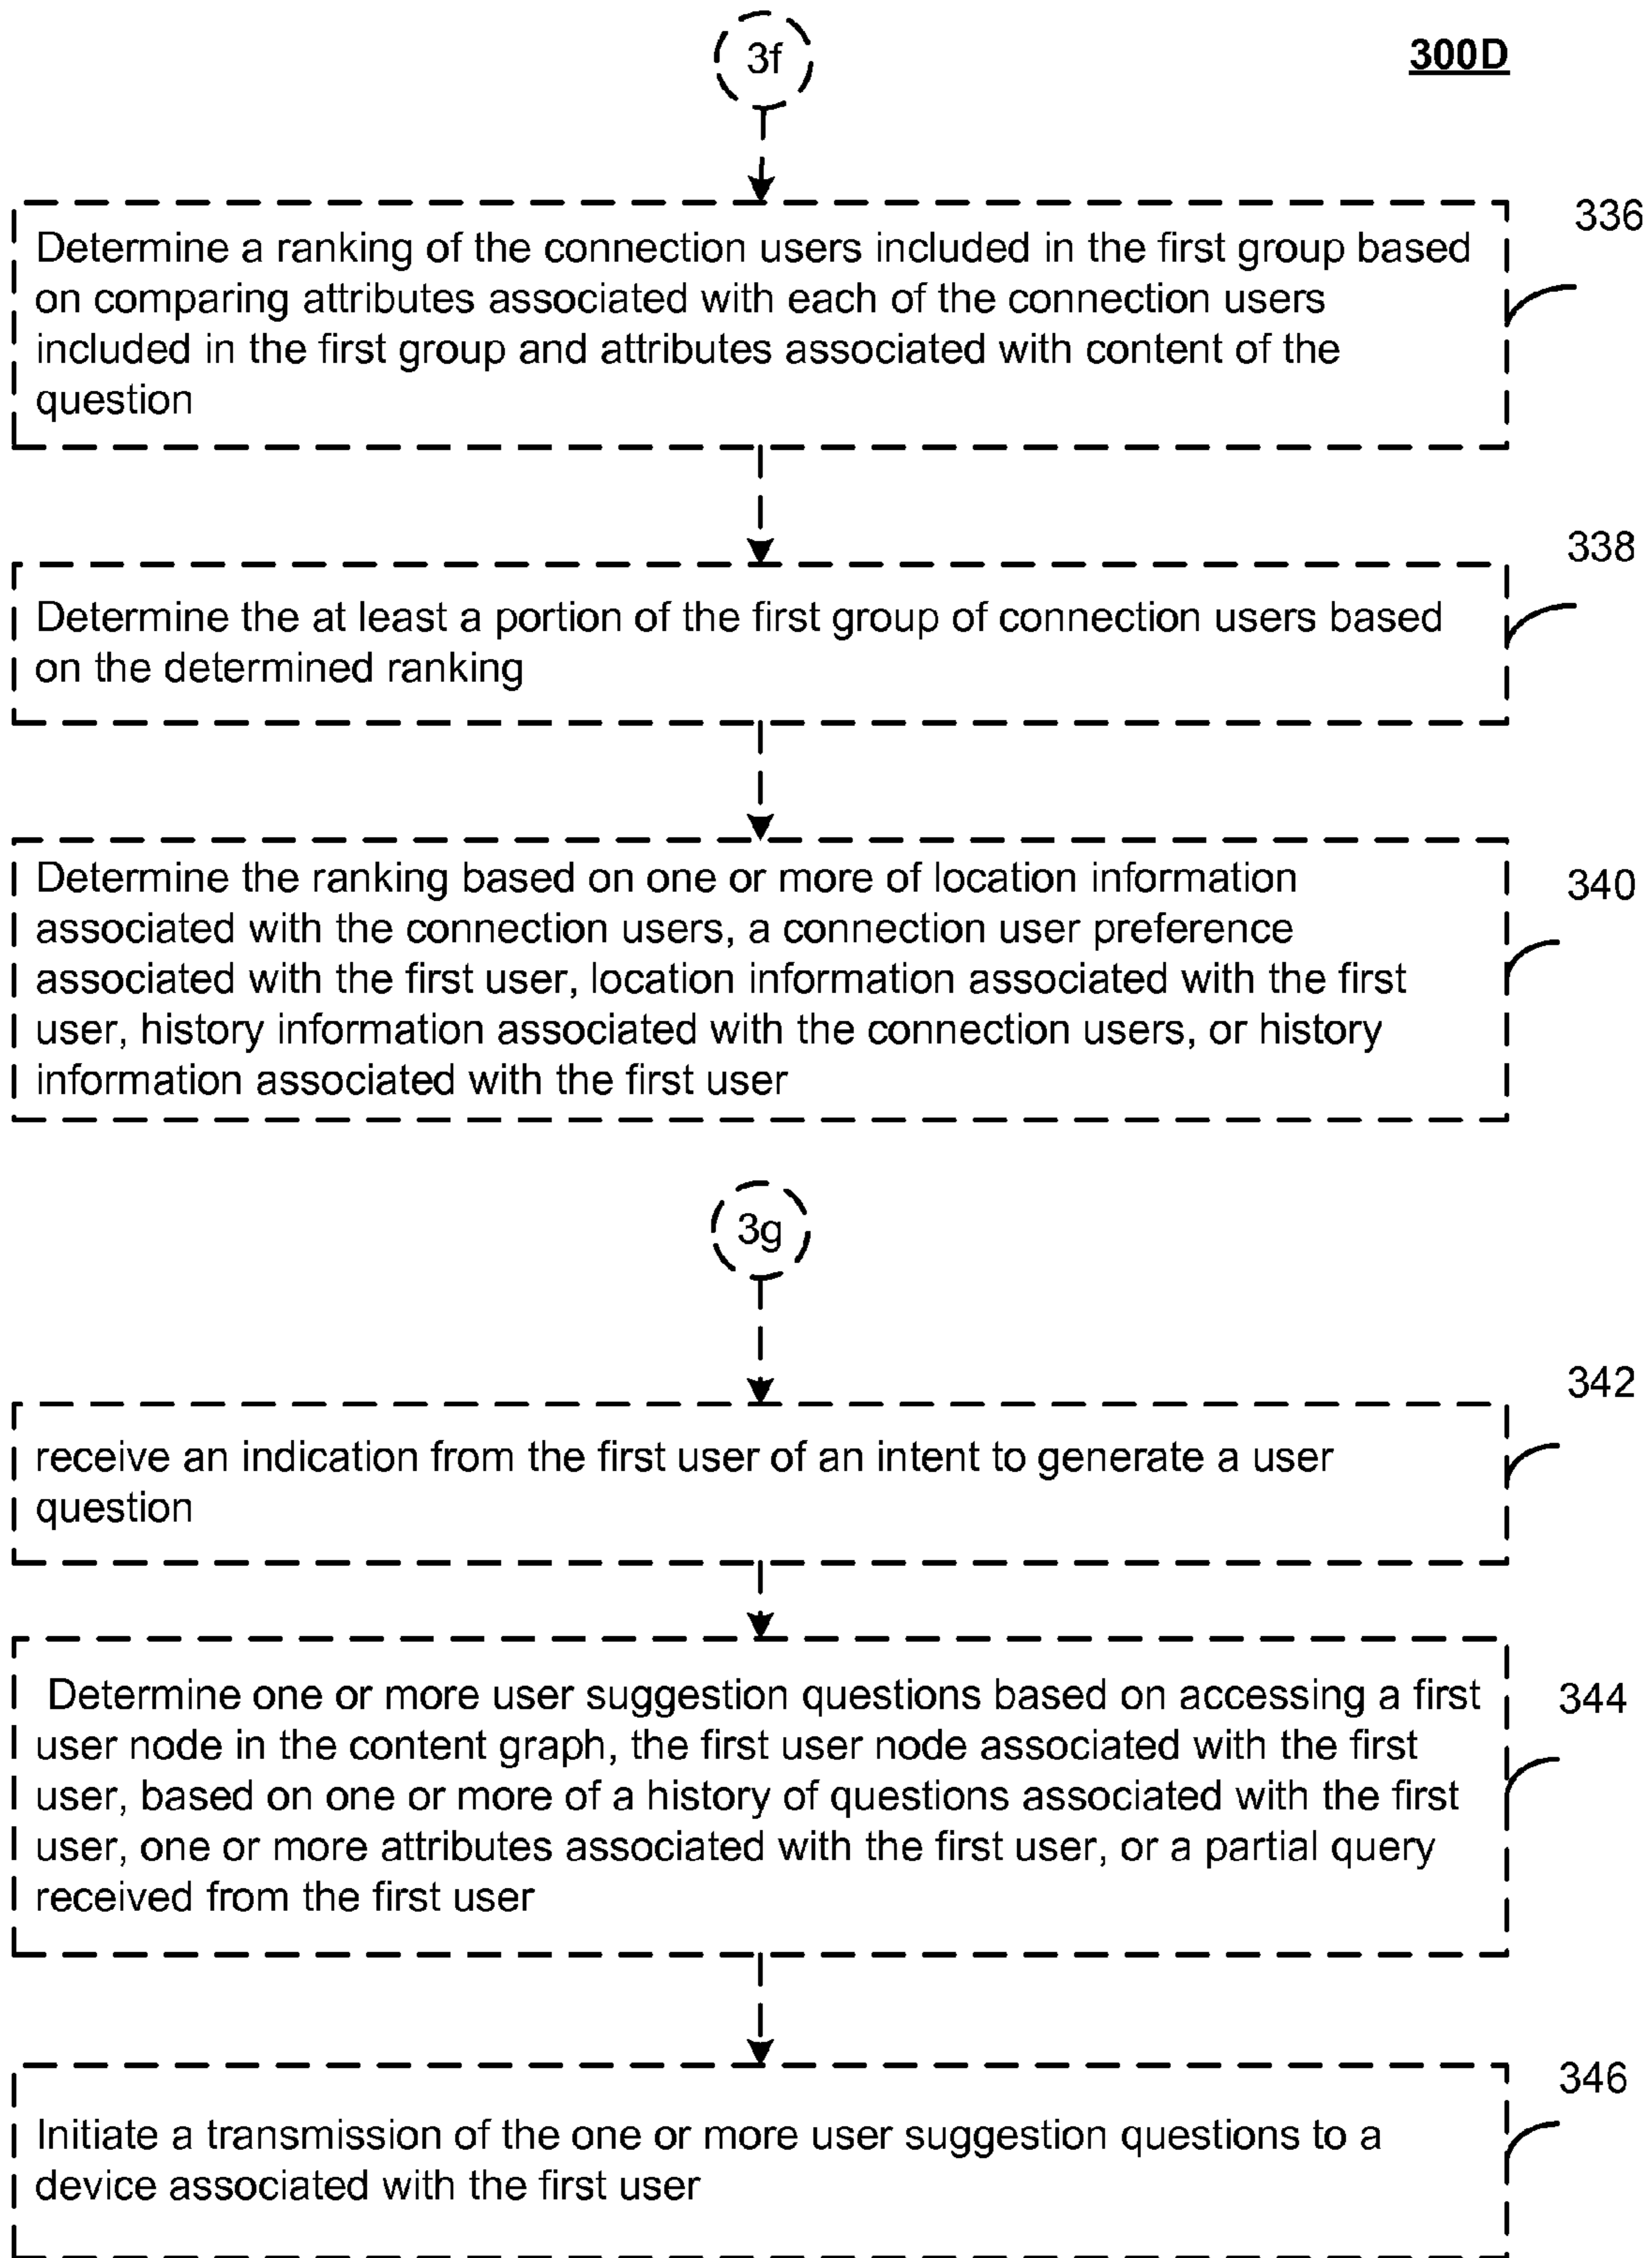 3f
300D
336
Determine a ranking of the connection users included in the first group based
on comparing attributes associated with each of the connection users
included in the first group and attributes associated with content of the
question
338
Determine the at least a portion of the first group of connection users based
on the determined ranking
340
Determine the ranking based on one or more of location information
associated with the connection users, a connection user preference
associated with the first user, location information associated with the first
user, history information associated with the connection users, or history
information associated with the first user
3g
342
receive an indication from the first user of an intent to generate a user
question
344
Determine one or more user suggestion questions based on accessing a first
user node in the content graph, the first user node associated with the first
user, based on one or more of a history of questions associated with the first
user, one or more attributes associated with the first user, or a partial query
received from the first user
346
Initiate a transmission of the one or more user suggestion questions to a
device associated with the first user